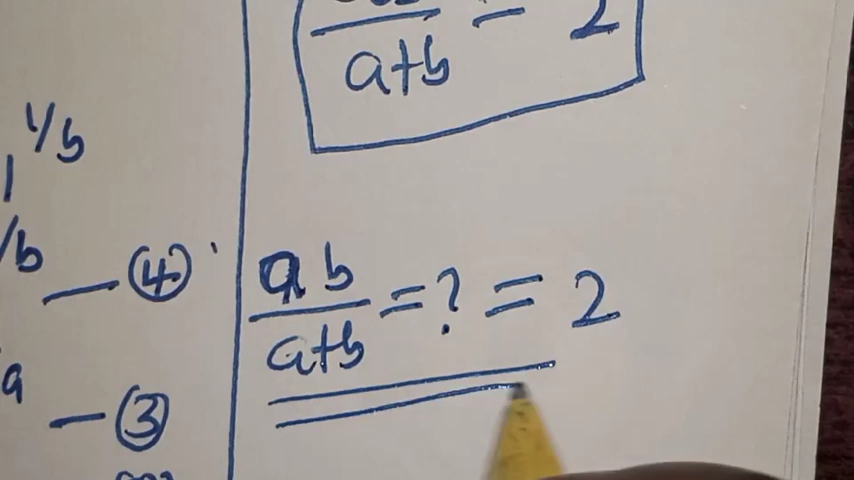 a+b = 2
1/b
1
/b — ④
ab
a+b = ? = 2
a — ③